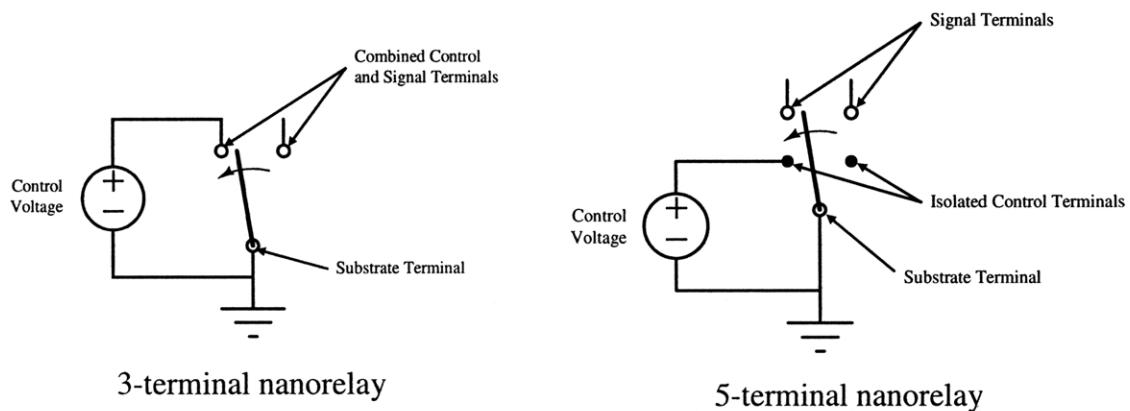 Combined Control
and Signal Terminals
Control
Voltage
+
−
Substrate Terminal
3-terminal nanorelay
Signal Terminals
Control
Voltage
+
−
Isolated Control Terminals
Substrate Terminal
5-terminal nanorelay